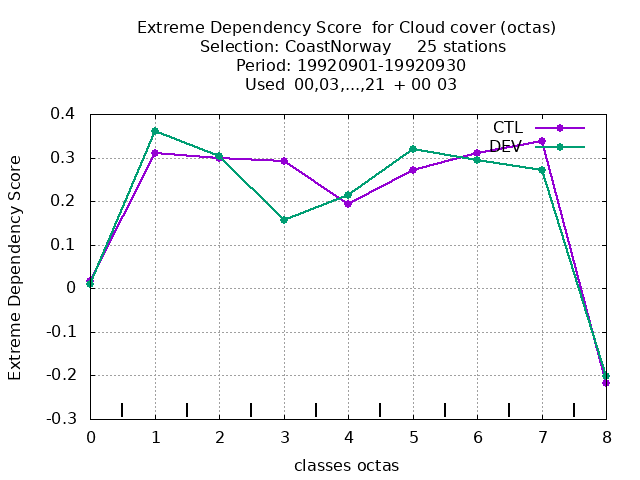 Extreme Dependency Score  for Cloud cover (octas)
Selection: CoastNorway     25 stations
Period: 19920901-19920930
Used  00,03,...,21  + 00 03
CTL
DEV
Extreme Dependency Score
0.4
0.3
0.2
0.1
0
-0.1
-0.2
-0.3
0 1 2 3 4 5 6 7 8
classes octas